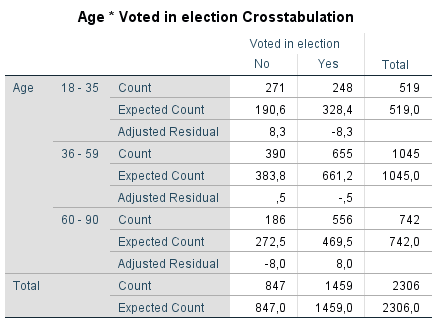 Age * Voted in election Crosstabulation
Voted in election
No Yes Total
Age 18 - 35 Count 271 248 519
Expected Count 190,6 328,4 519,0
Adjusted Residual 8,3 -8,3
36 - 59 Count 390 655 1045
Expected Count 383,8 661,2 1045,0
Adjusted Residual ,5 -,5
60 - 90 Count 186 556 742
Expected Count 272,5 469,5 742,0
Adjusted Residual -8,0 8,0
Total Count 847 1459 2306
Expected Count 847,0 1459,0 2306,0